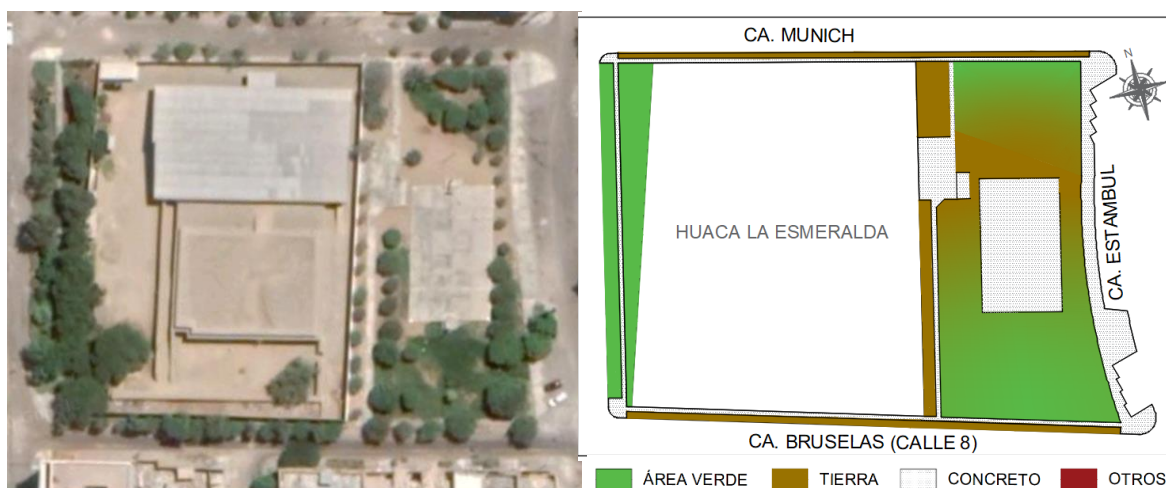 CA. MUNICH
N
HUACA LA ESMERALDA
CA. ESTAMBUL
CA. BRUSELAS (CALLE 8)
ÁREA VERDE
TIERRA
CONCRETO
OTROS